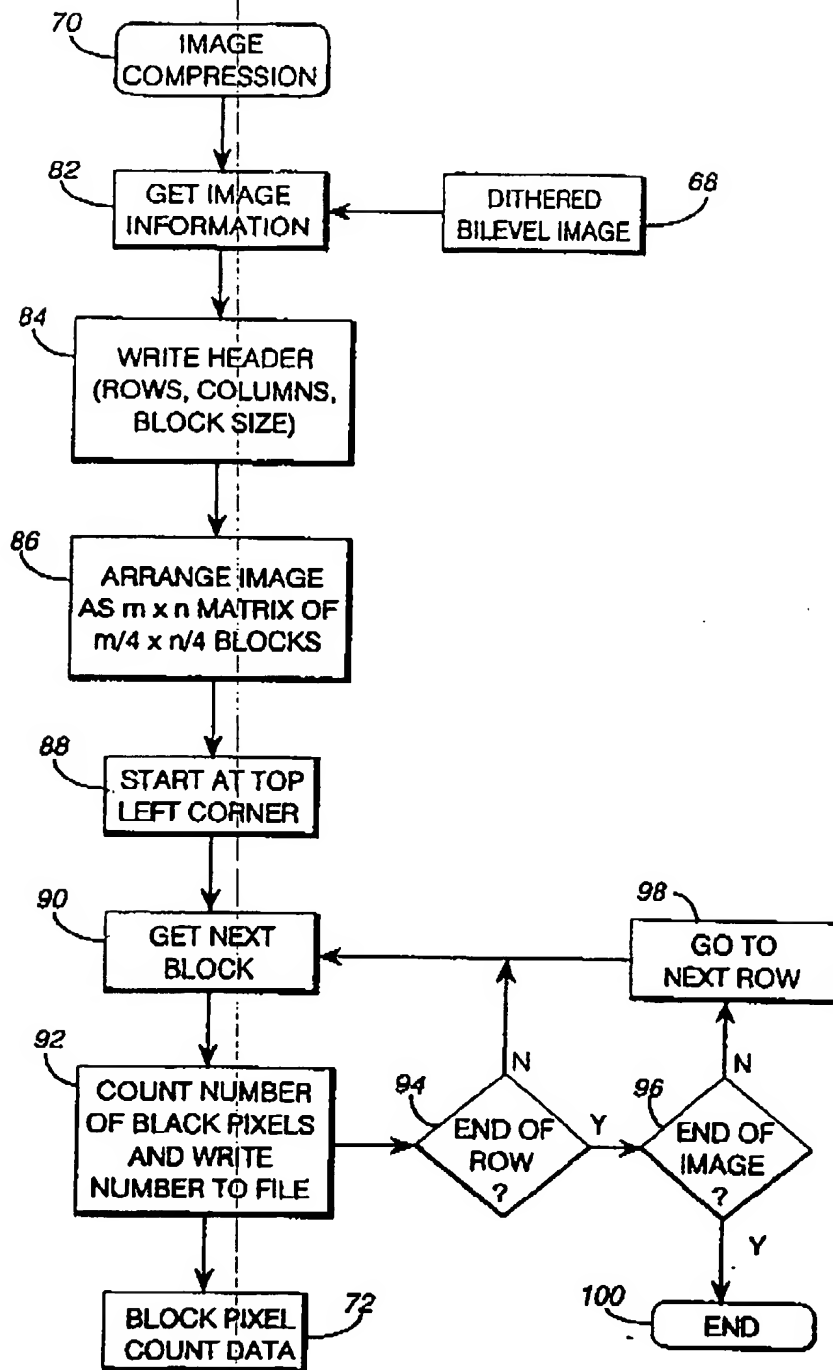 70
IMAGE
COMPRESSION
82
GET IMAGE
INFORMATION
DITHERED
BILEVEL IMAGE
68
84
WRITE HEADER
(ROWS, COLUMNS,
BLOCK SIZE)
86
ARRANGE IMAGE
AS m x n MATRIX OF
m/4 x n/4 BLOCKS
88
START AT TOP
LEFT CORNER
90
GET NEXT
BLOCK
98
GO TO
NEXT ROW
92
COUNT NUMBER
OF BLACK PIXELS
AND WRITE
NUMBER TO FILE
94
END OF
ROW
?
N
Y
96
END OF
IMAGE
?
N
Y
BLOCK PIXEL
COUNT DATA
72
100
END